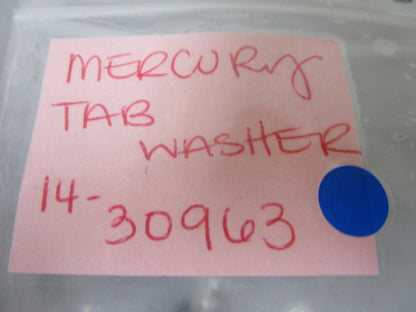 MERCURY
TAB
WASHER
14-
30963